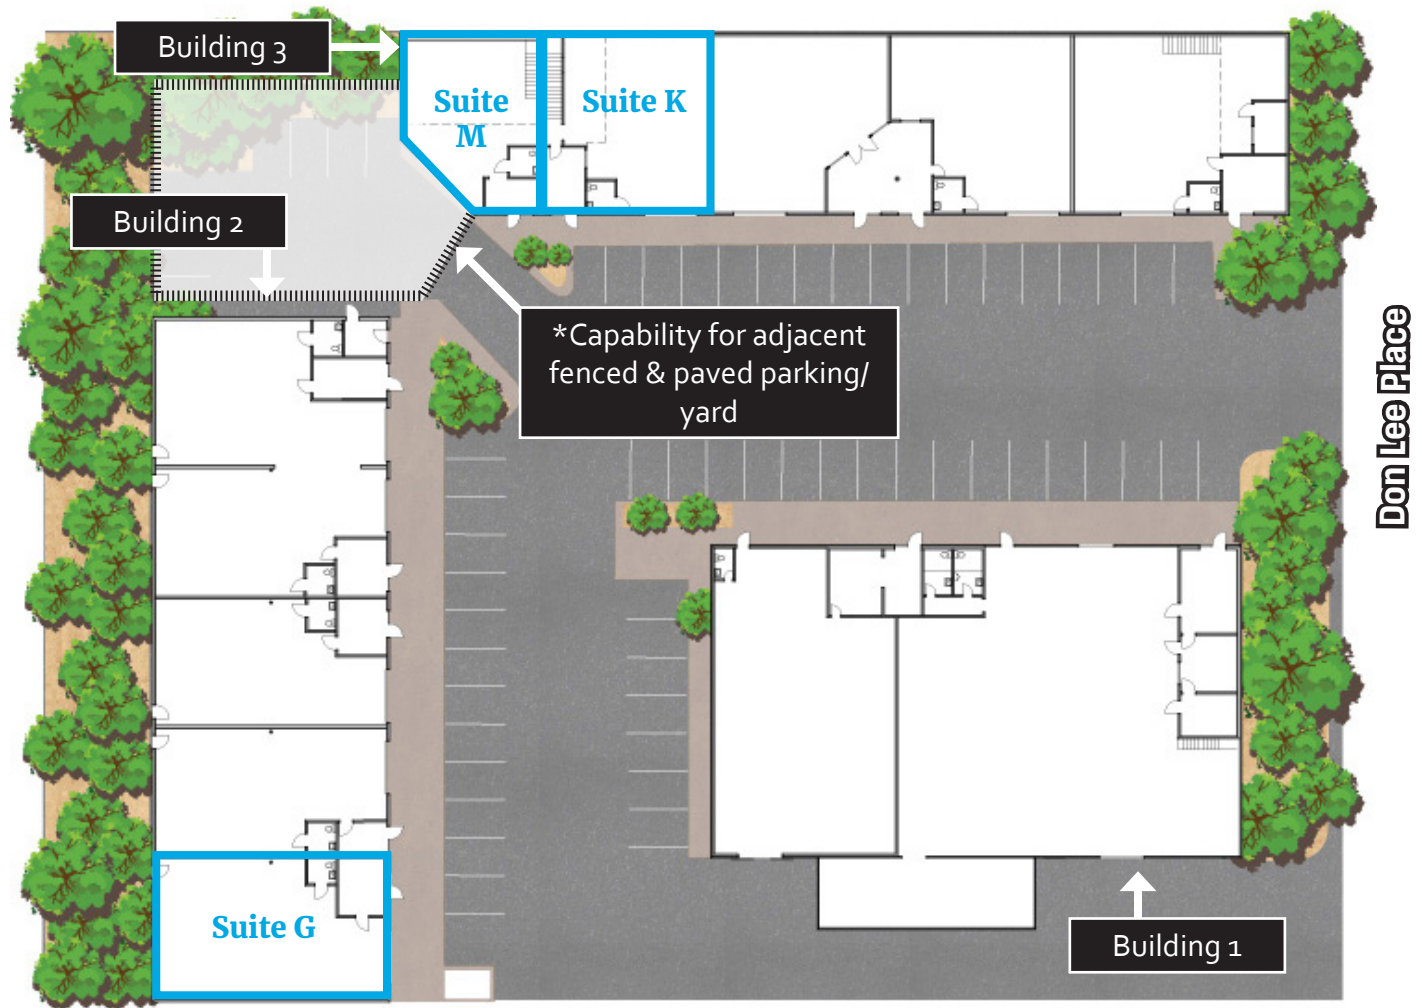 Building 3
Suite
M
Suite K
Building 2
*Capability for adjacent
fenced & paved parking/
yard
Don Lee Place
Suite G
Building 1